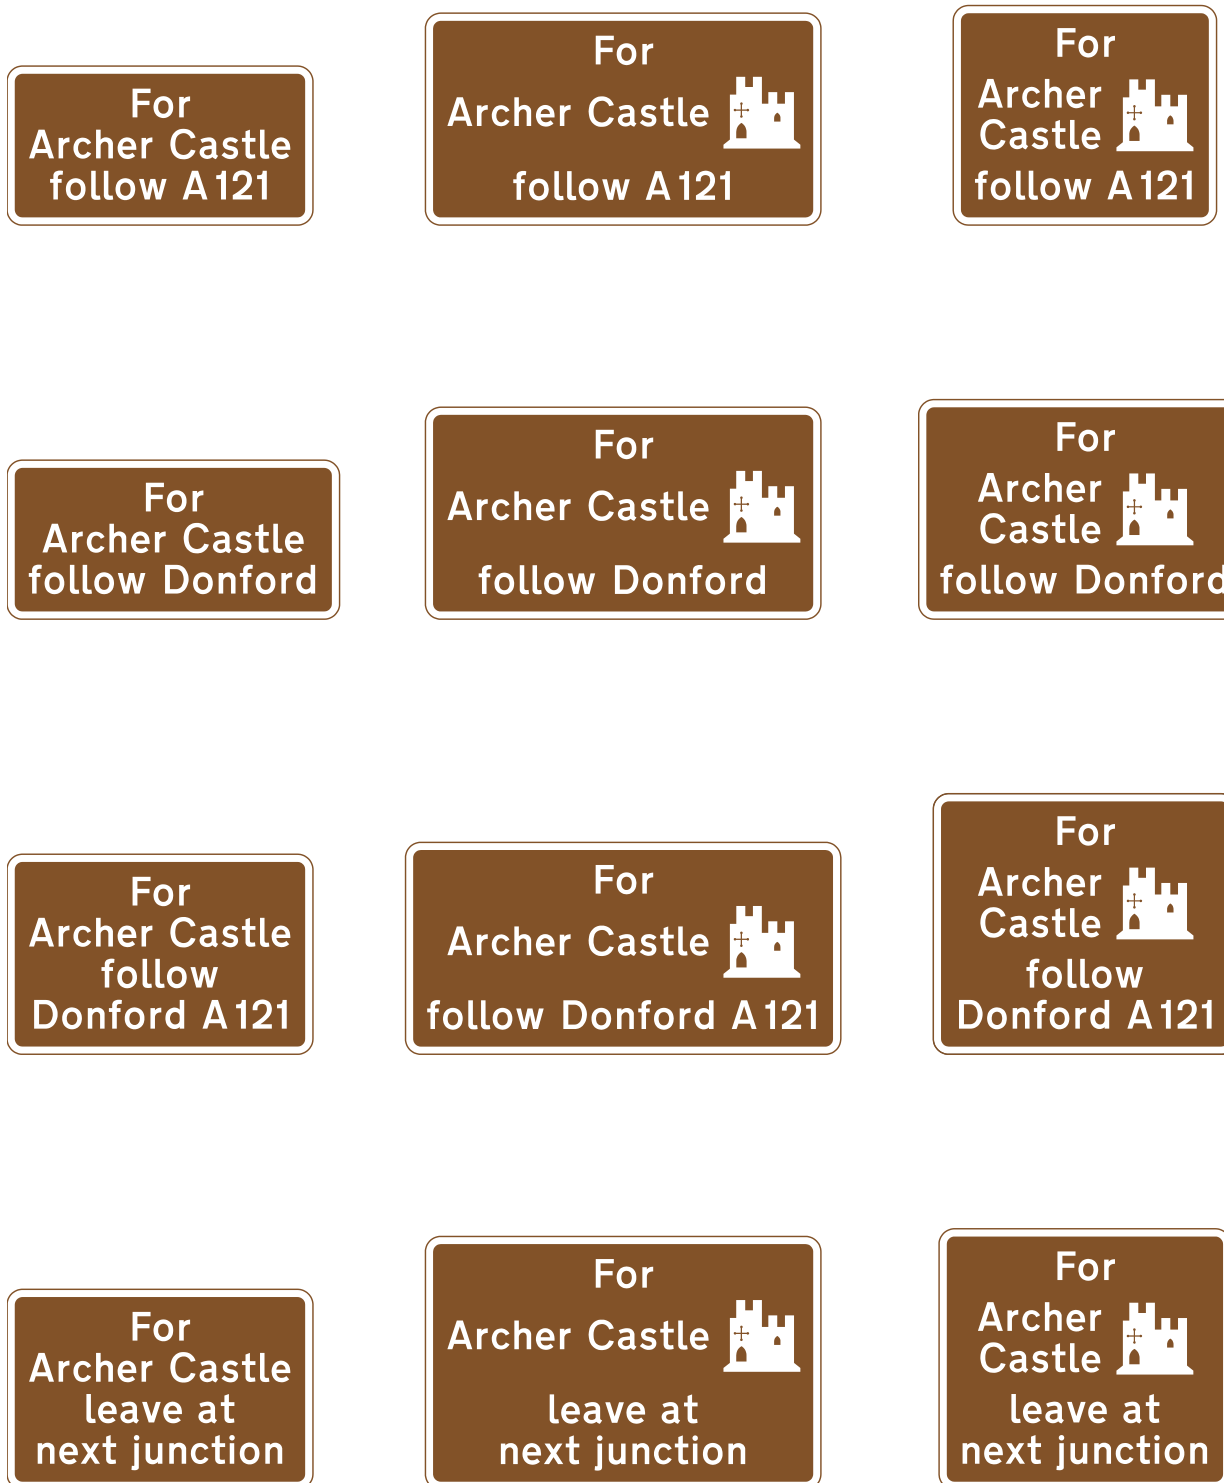 For
Archer Castle
follow A121
For
Archer Castle
follow A121
For
Archer
Castle
follow A121
For
Archer Castle
follow Donford
For
Archer Castle
follow Donford
For
Archer
Castle
follow Donford
For
Archer Castle
follow
Donford A121
For
Archer Castle
follow Donford A121
For
Archer
Castle
follow
Donford A121
For
Archer Castle
leave at
next junction
For
Archer Castle
leave at
next junction
For
Archer
Castle
leave at
next junction